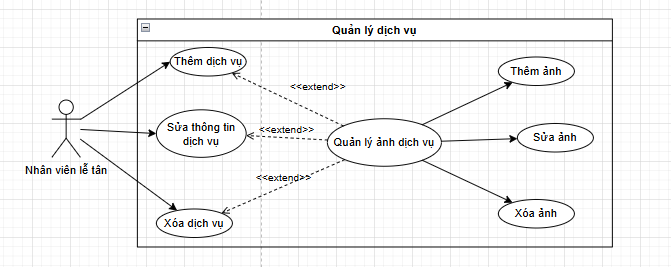 Quản lý dịch vụ
Thêm dịch vụ
Thêm ảnh
<<extend>>
Sửa thông tin
dịch vụ
<<extend>>
Quản lý ảnh dịch vụ
Sửa ảnh
Nhân viên lễ tân
<<extend>>
Xóa dịch vụ
Xóa ảnh